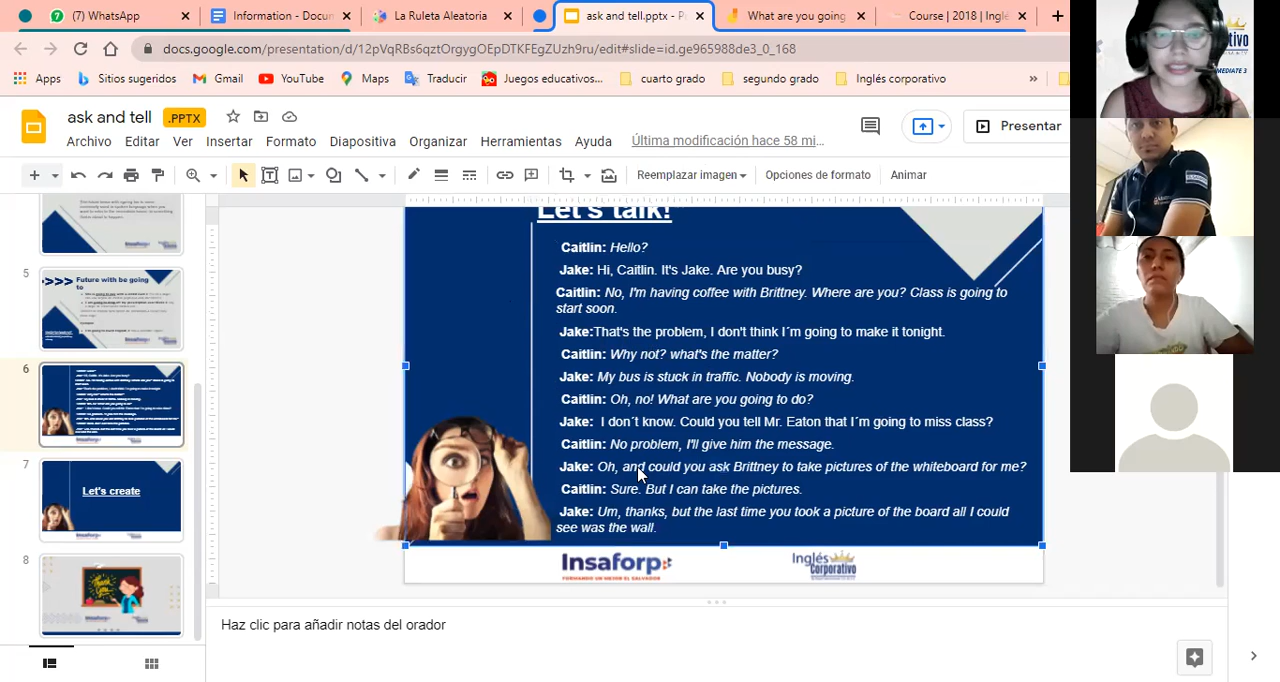 (7) WhatsApp
Information - Docun
La Ruleta Aleatoria
ask and tell.pptx - P
What are you going
Course | 2018 | Inglé
docs.google.com/presentation/d/12pVqRBs6qztOrgygOEpDTKFEgZUzh9ru/edit#slide=id.ge965988de3_0_168
Apps
Sitios sugeridos
Gmail
YouTube
Maps
Traducir
Juegos educativos...
cuarto grado
segundo grado
Inglés corporativo
»
ask and tell
.PPTX
Archivo
Editar
Ver
Insertar
Formato
Diapositiva
Organizar
Herramientas
Ayuda
Última modificación hace 58 mi...
Presentar
Reemplazar imagen
Opciones de formato
Animar
5
>>> Future with be going to
6
7
Let's create
8
Thank You
Let's talk!
Caitlin: Hello?
Jake: Hi, Caitlin. It's Jake. Are you busy?
Caitlin: No, I'm having coffee with Brittney. Where are you? Class is going to
start soon.
Jake:That's the problem, I don't think I´m going to make it tonight.
Caitlin: Why not? what's the matter?
Jake: My bus is stuck in traffic. Nobody is moving.
Caitlin: Oh, no! What are you going to do?
Jake: I don´t know. Could you tell Mr. Eaton that I´m going to miss class?
Caitlin: No problem, I'll give him the message.
Jake: Oh, and could you ask Brittney to take pictures of the whiteboard for me?
Caitlin: Sure. But I can take the pictures.
Jake: Um, thanks, but the last time you took a picture of the board all I could
see was the wall.
Insaforp
FORMANDO UN MEJOR EL SALVADOR
Inglés
Corporativo
Haz clic para añadir notas del orador
MEDIATE 3